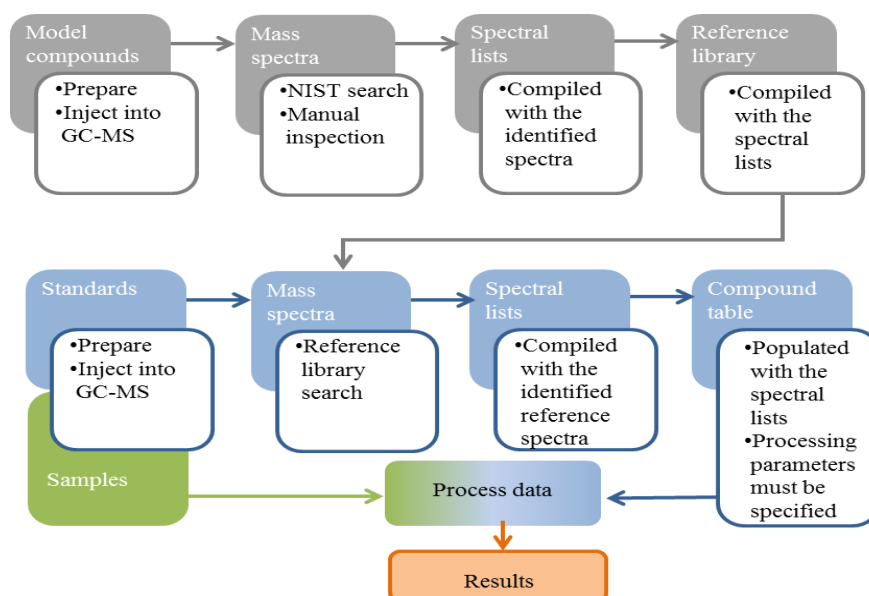 Model
compounds
•Prepare
•Inject into
GC-MS
Mass
spectra
•NIST search
•Manual
inspection
Spectral
lists
•Compiled
with the
identified
spectra
Reference
library
•Compiled
with the
spectral
lists
Standards
•Prepare
•Inject into
GC-MS
Mass
spectra
•Reference
library
search
Spectral
lists
•Compiled
with the
identified
reference
spectra
Compound
table
•Populated
with the
spectral
lists
•Processing
parameters
must be
specified
Samples
Process data
Results